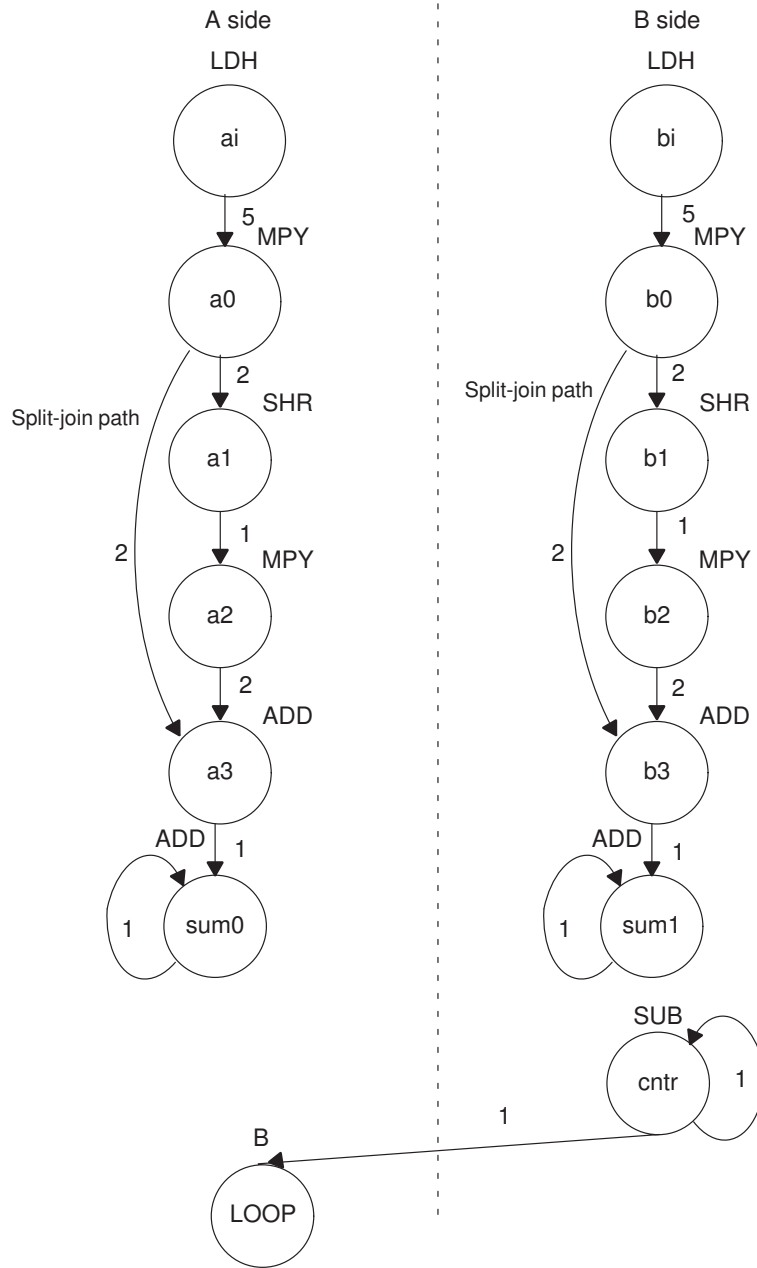 A side
B side
LDH
LDH
ai
bi
5
5
MPY
MPY
a0
b0
2
2
SHR
SHR
Split-join path
Split-join path
a1
b1
1
1
2
2
MPY
MPY
a2
b2
2
2
ADD
ADD
a3
b3
ADD
1
ADD
1
1
sum0
1
sum1
SUB
cntr
1
1
B
LOOP